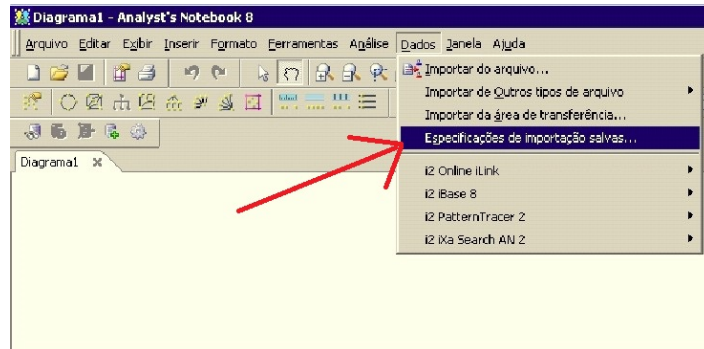 Diagrama1 - Analyst's Notebook 8
Arquivo Editar Exibir Inserir Formato Ferramentas Análise Dados Janela Ajuda
Importar do arquivo...
Importar de Outros tipos de arquivo
Importar da área de transferência...
Especificações de importação salvas...
i2 Online iLink
i2 iBase 8
i2 PatternTracer 2
i2 iXa Search AN 2
Diagrama1